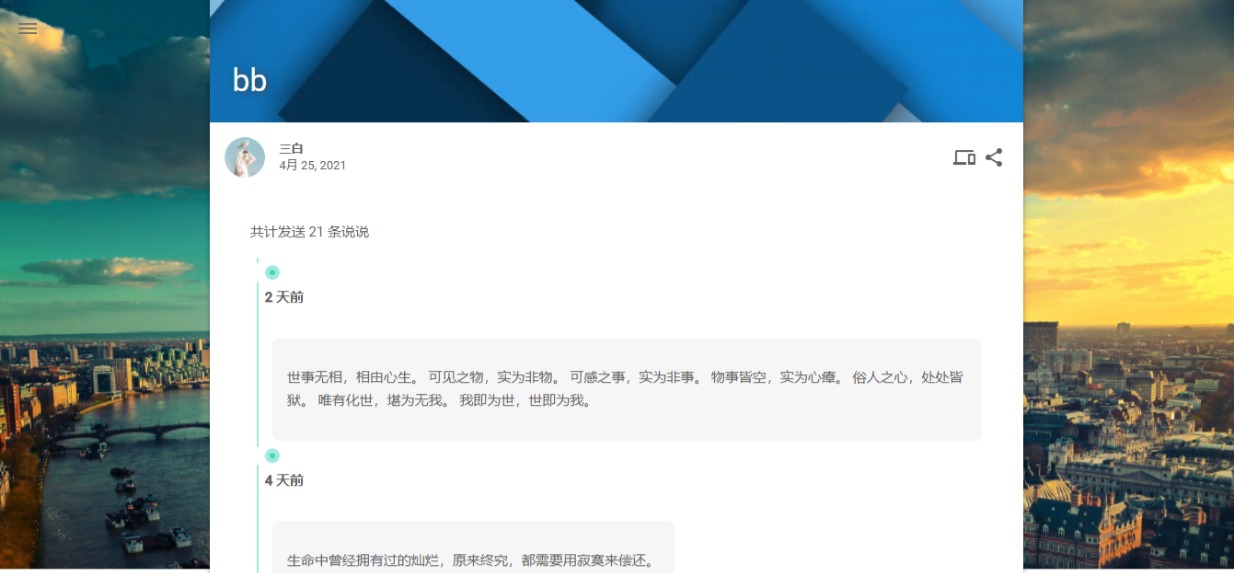 bb
三白
4月 25, 2021
共计发送 21 条说说
2 天前
世事无相，相由心生。 可见之物，实为非物。 可感之事，实为非事。 物事皆空，实为心瘴。 俗人之心，处处皆
狱。 唯有化世，堪为无我。 我即为世，世即为我。
4 天前
生命中曾经拥有过的灿烂，原来终究，都需要用寂寞来偿还。